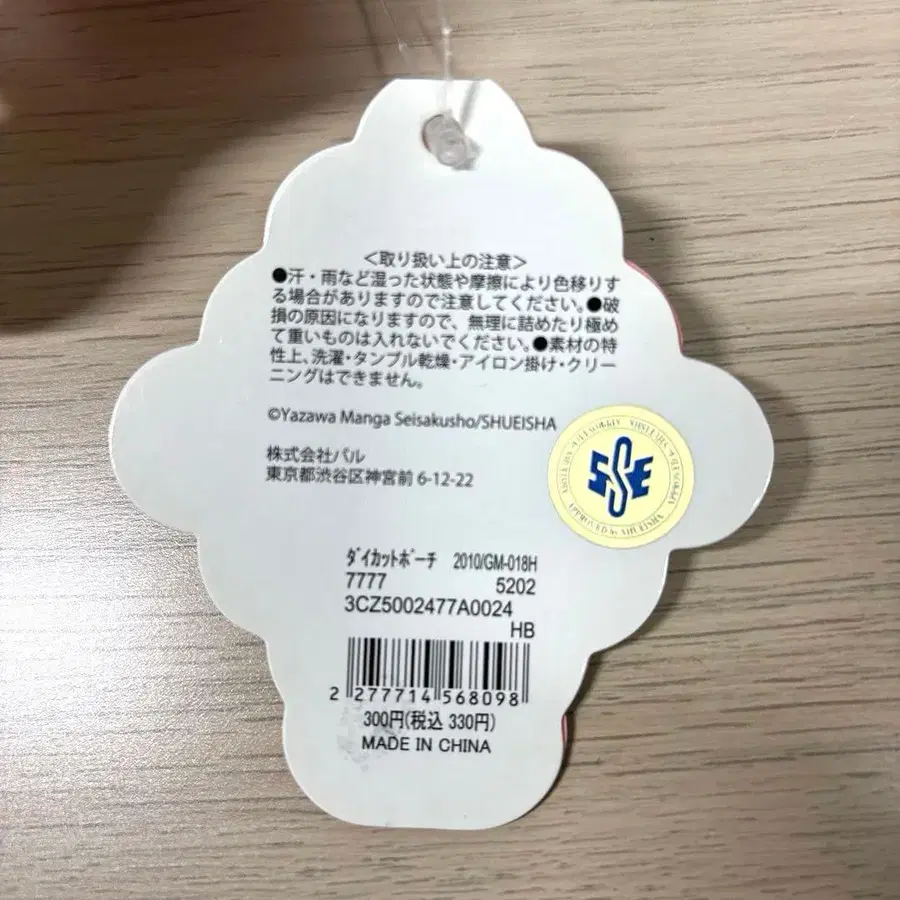 <取り扱い上の注意>
●汗・雨など湿った状態や摩擦により色移りす
る場合がありますので注意してください。●破
損の原因になりますので、無理に詰めたり極め
て重いものは入れないでください。●素材の特
性上、洗濯・タンブル乾燥・アイロン掛け・クリー
ニングはできません。
©Yazawa Manga Seisakusho/SHUEISHA
株式会社パル
東京都渋谷区神宮前 6-12-22
SSE
APPROVED by SHUEISHA
ﾀﾞｲｶｯﾄﾎﾟｰﾁ 2010/GM-018H
7777 5202
3CZ5002477A0024
HB
2 277714 568098
300円(税込 330円)
MADE IN CHINA